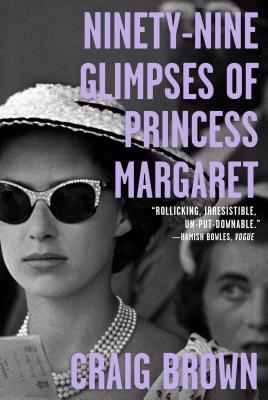 NINETY-NINE
GLIMPSES OF
PRINCESS
MARGARET
“ROLLICKING, IRRESISTIBLE,
UN-PUT-DOWNABLE.”
—HAMISH BOWLES, VOGUE
CRAIG BROWN